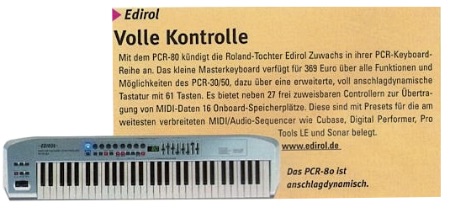 Edirol
Volle Kontrolle
Mit dem PCR-80 kündigt die Roland-Tochter Edirol Zuwachs in ihrer PCR-Keyboard-
Reihe an. Das kleine Masterkeyboard verfügt für 369 Euro über alle Funktionen und
Möglichkeiten des PCR-30/50, dazu über eine erweiterte, voll anschlagdynamische
Tastatur mit 61 Tasten. Es bietet neben 27 frei zuweisbaren Controllern zur Übertra-
gung von MIDI-Daten 16 Onboard-Speicherplätze. Diese sind mit Presets für die am
weitesten verbreiteten MIDI/Audio-Sequencer wie Cubase, Digital Performer, Pro
Tools LE und Sonar belegt.
www.edirol.de
Das PCR-80 ist
anschlagdynamisch.
EDIROL